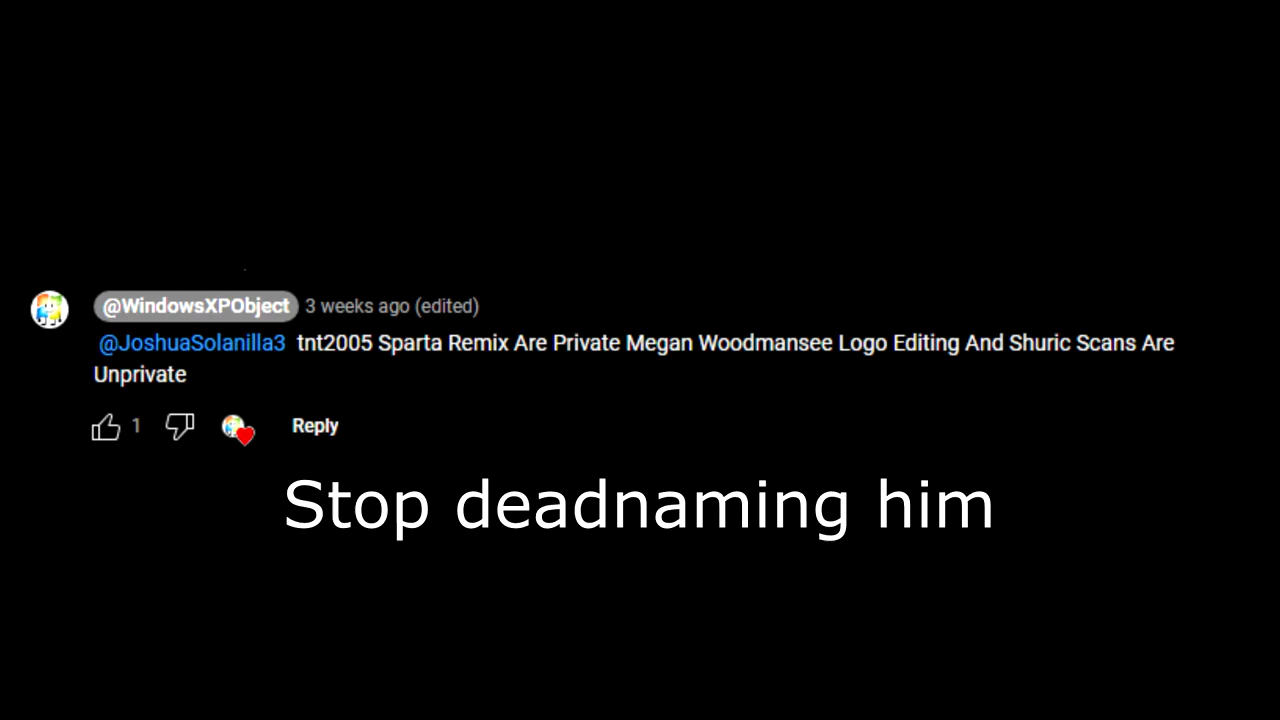 @WindowsXPObject 3 weeks ago (edited)
@JoshuaSolanilla3 tnt2005 Sparta Remix Are Private Megan Woodmansee Logo Editing And Shuric Scans Are
Unprivate
1 Reply
Stop deadnaming him